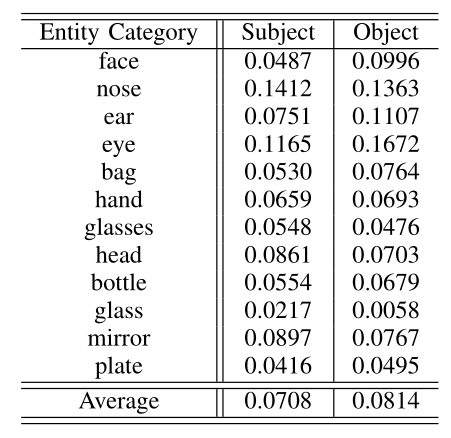 Entity Category Subject Object
face 0.0487 0.0996
nose 0.1412 0.1363
ear 0.0751 0.1107
eye 0.1165 0.1672
bag 0.0530 0.0764
hand 0.0659 0.0693
glasses 0.0548 0.0476
head 0.0861 0.0703
bottle 0.0554 0.0679
glass 0.0217 0.0058
mirror 0.0897 0.0767
plate 0.0416 0.0495
Average 0.0708 0.0814